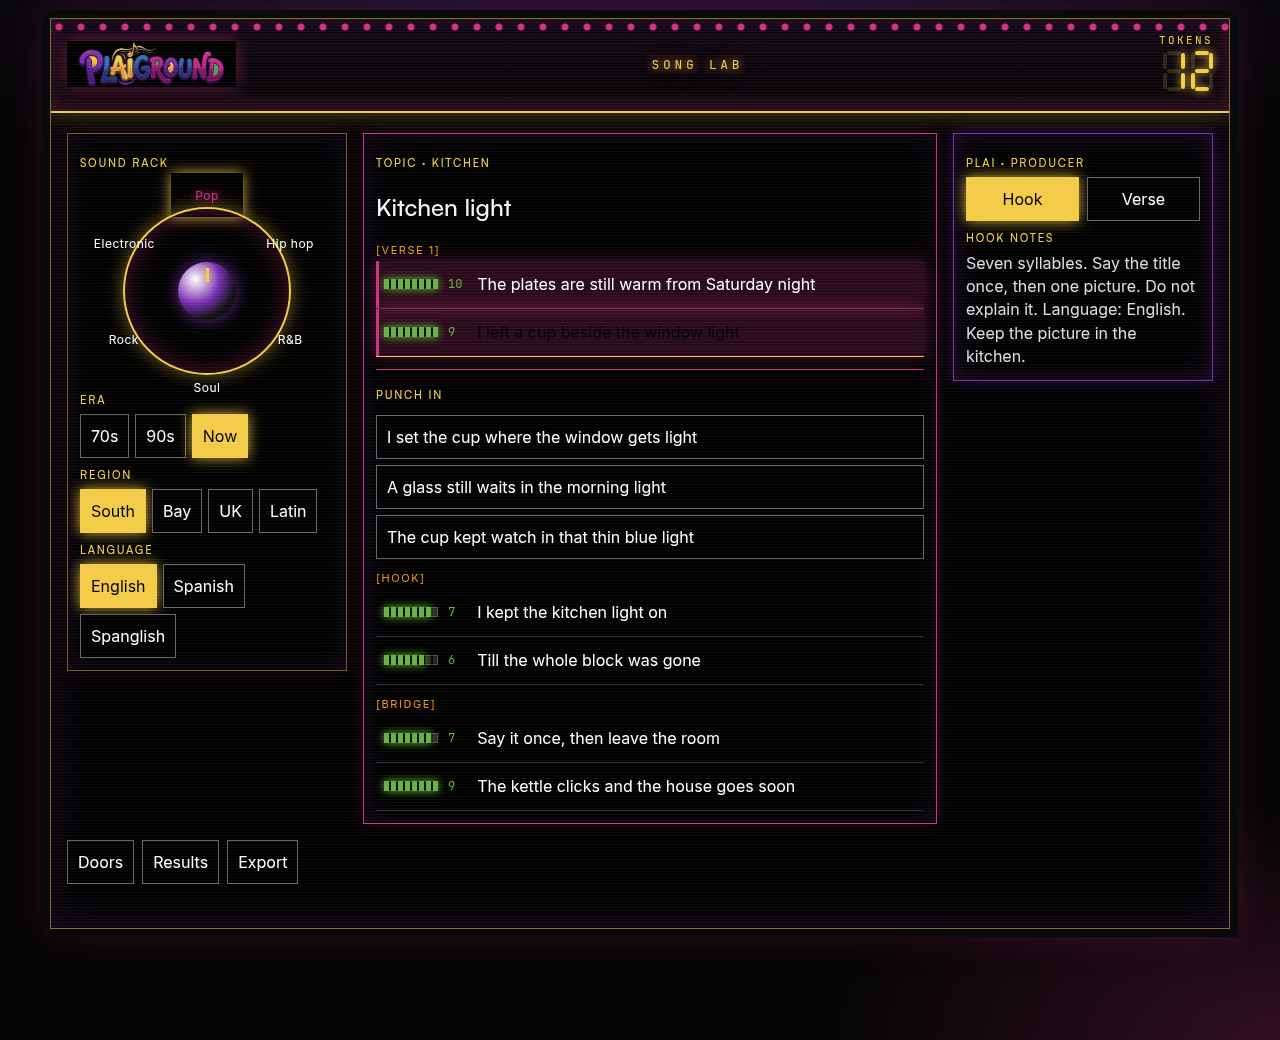 PLAIGROUND
SONG LAB
TOKENS
12
SOUND RACK
Pop
Electronic
Hip hop
Rock
R&B
Soul
ERA
70s
90s
Now
REGION
South
Bay
UK
Latin
LANGUAGE
English
Spanish
Spanglish
TOPIC • KITCHEN
Kitchen light
[VERSE 1]
10 The plates are still warm from Saturday night
9 I left a cup beside the window light
PUNCH IN
I set the cup where the window gets light
A glass still waits in the morning light
The cup kept watch in that thin blue light
[HOOK]
7 I kept the kitchen light on
6 Till the whole block was gone
[BRIDGE]
7 Say it once, then leave the room
9 The kettle clicks and the house goes soon
PLAI • PRODUCER
Hook
Verse
HOOK NOTES
Seven syllables. Say the title
once, then one picture. Do not
explain it. Language: English.
Keep the picture in the
kitchen.
Doors
Results
Export